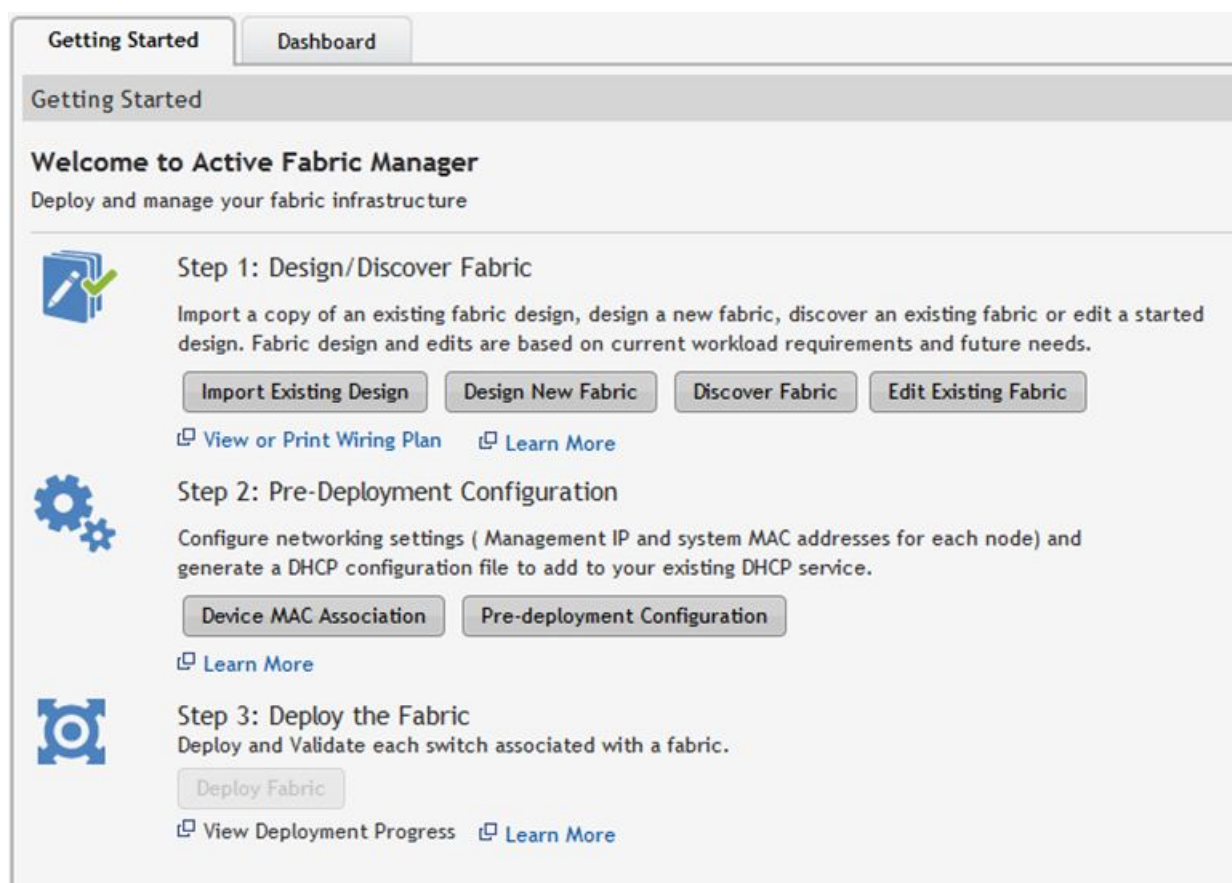 Getting Started Dashboard
Getting Started
Welcome to Active Fabric Manager
Deploy and manage your fabric infrastructure
Step 1: Design/Discover Fabric
Import a copy of an existing fabric design, design a new fabric, discover an existing fabric or edit a started
design. Fabric design and edits are based on current workload requirements and future needs.
Import Existing Design Design New Fabric Discover Fabric Edit Existing Fabric
View or Print Wiring Plan Learn More
Step 2: Pre-Deployment Configuration
Configure networking settings ( Management IP and system MAC addresses for each node) and
generate a DHCP configuration file to add to your existing DHCP service.
Device MAC Association Pre-deployment Configuration
Learn More
Step 3: Deploy the Fabric
Deploy and Validate each switch associated with a fabric.
Deploy Fabric
View Deployment Progress Learn More